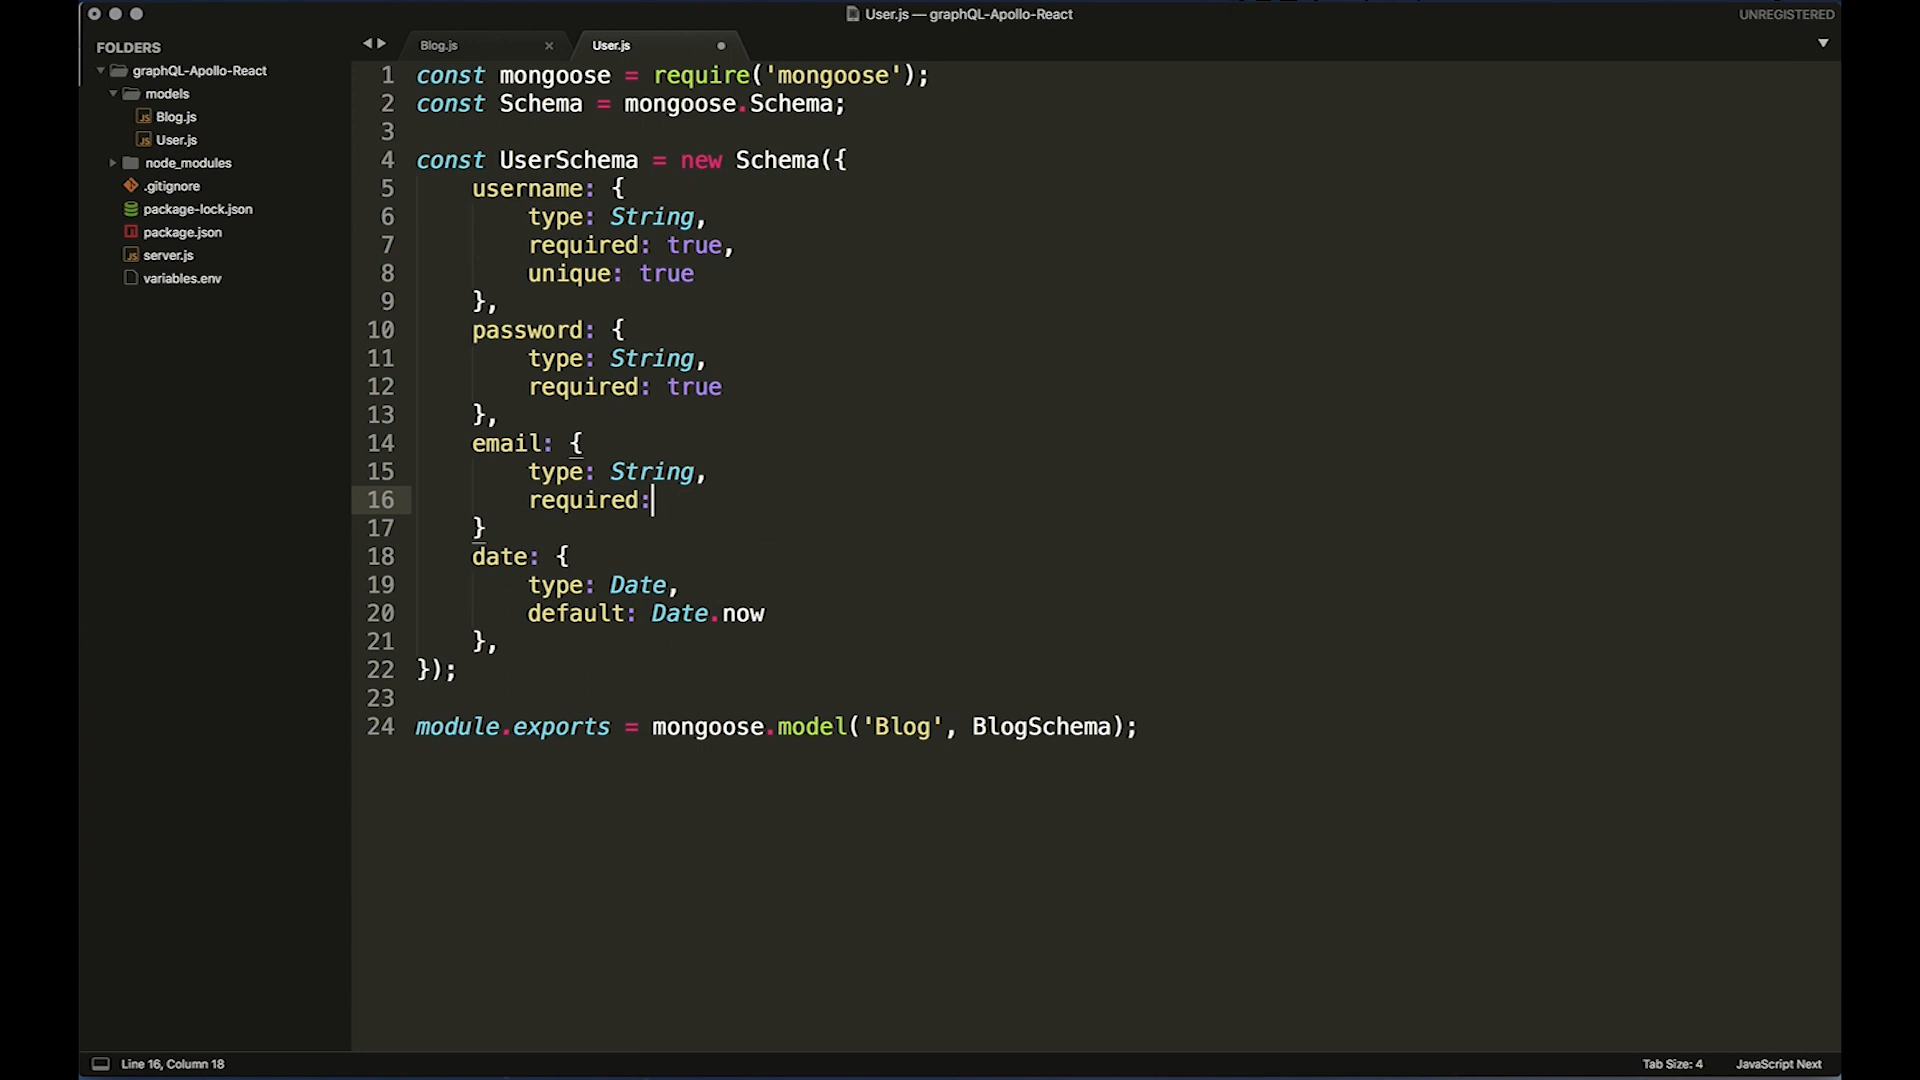 User.js — graphQL-Apollo-React
UNREGISTERED
FOLDERS
graphQL-Apollo-React
models
Blog.js
User.js
node_modules
.gitignore
package-lock.json
package.json
server.js
variables.env
Blog.js
User.js
1 const mongoose = require('mongoose');
2 const Schema = mongoose.Schema;
3
4 const UserSchema = new Schema({
5 username: {
6 type: String,
7 required: true,
8 unique: true
9 },
10 password: {
11 type: String,
12 required: true
13 },
14 email: {
15 type: String,
16 required:
17 }
18 date: {
19 type: Date,
20 default: Date.now
21 },
22 });
23
24 module.exports = mongoose.model('Blog', BlogSchema);
Line 16, Column 18
Tab Size: 4
JavaScript Next